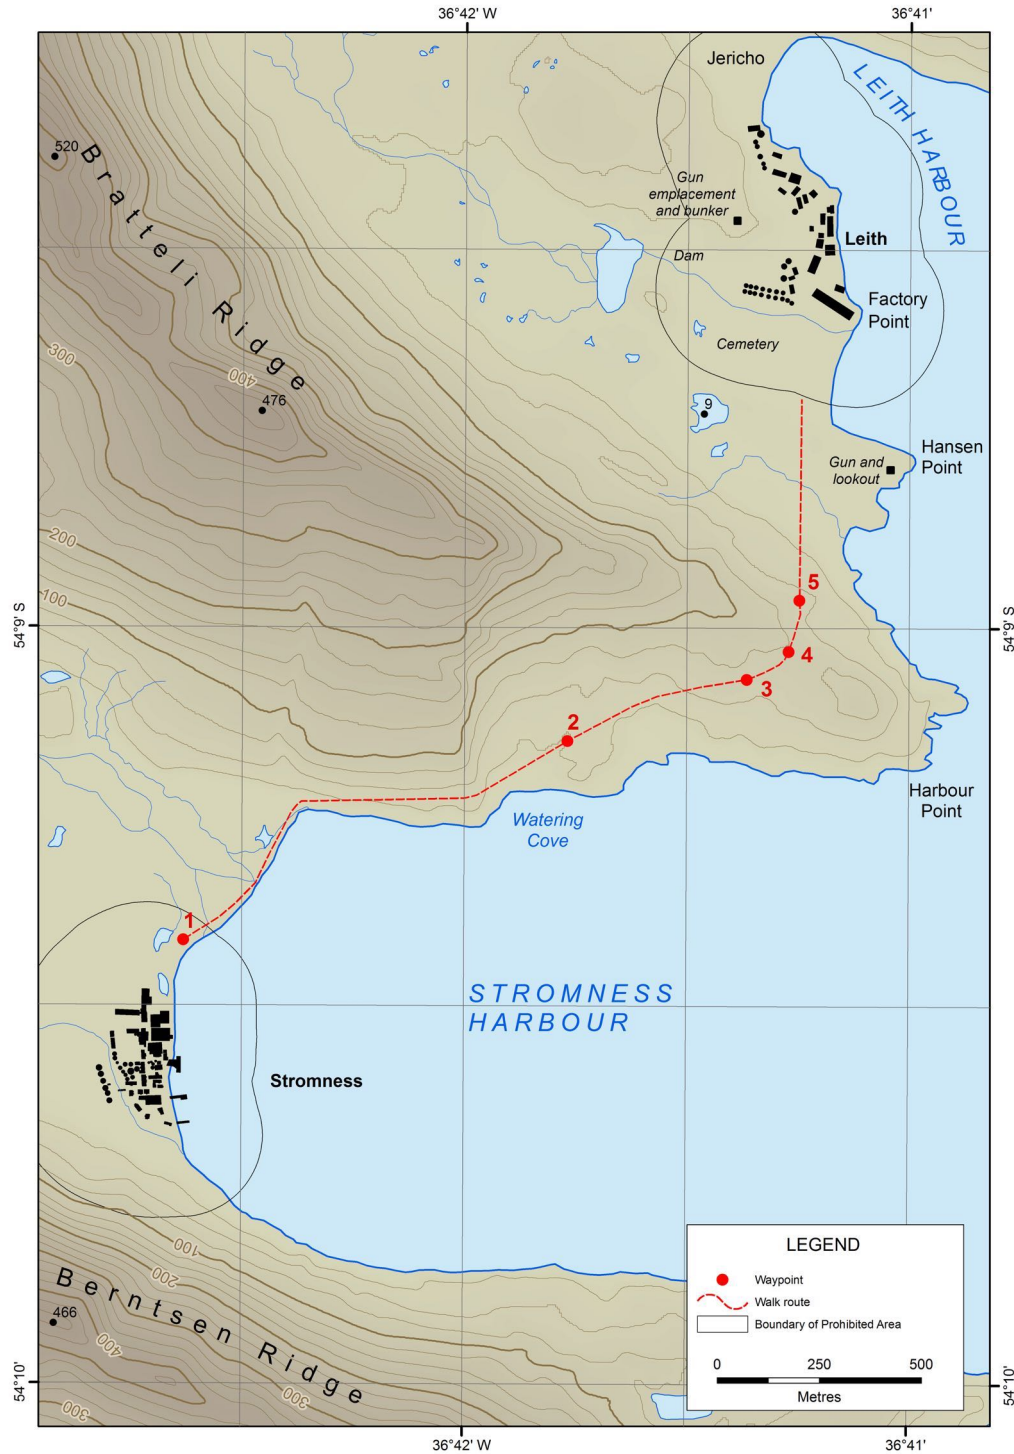 36°42' W
36°41'
Jericho
LEITH HARBOUR
520
Bratteli Ridge
Gun
emplacement
and bunker
Leith
Dam
Factory
Point
Cemetery
300
400
476
9
Hansen
Point
Gun and
lookout
200
100
5
54°9' S
54°9'
4
3
2
Harbour
Point
Watering
Cove
1
STROMNESS
HARBOUR
Stromness
100
200
Berntsen Ridge
466
400
300
300
LEGEND
Waypoint
Walk route
Boundary of Prohibited Area
0 250 500
Metres
54°10'
54°10'
36°42' W
36°41'